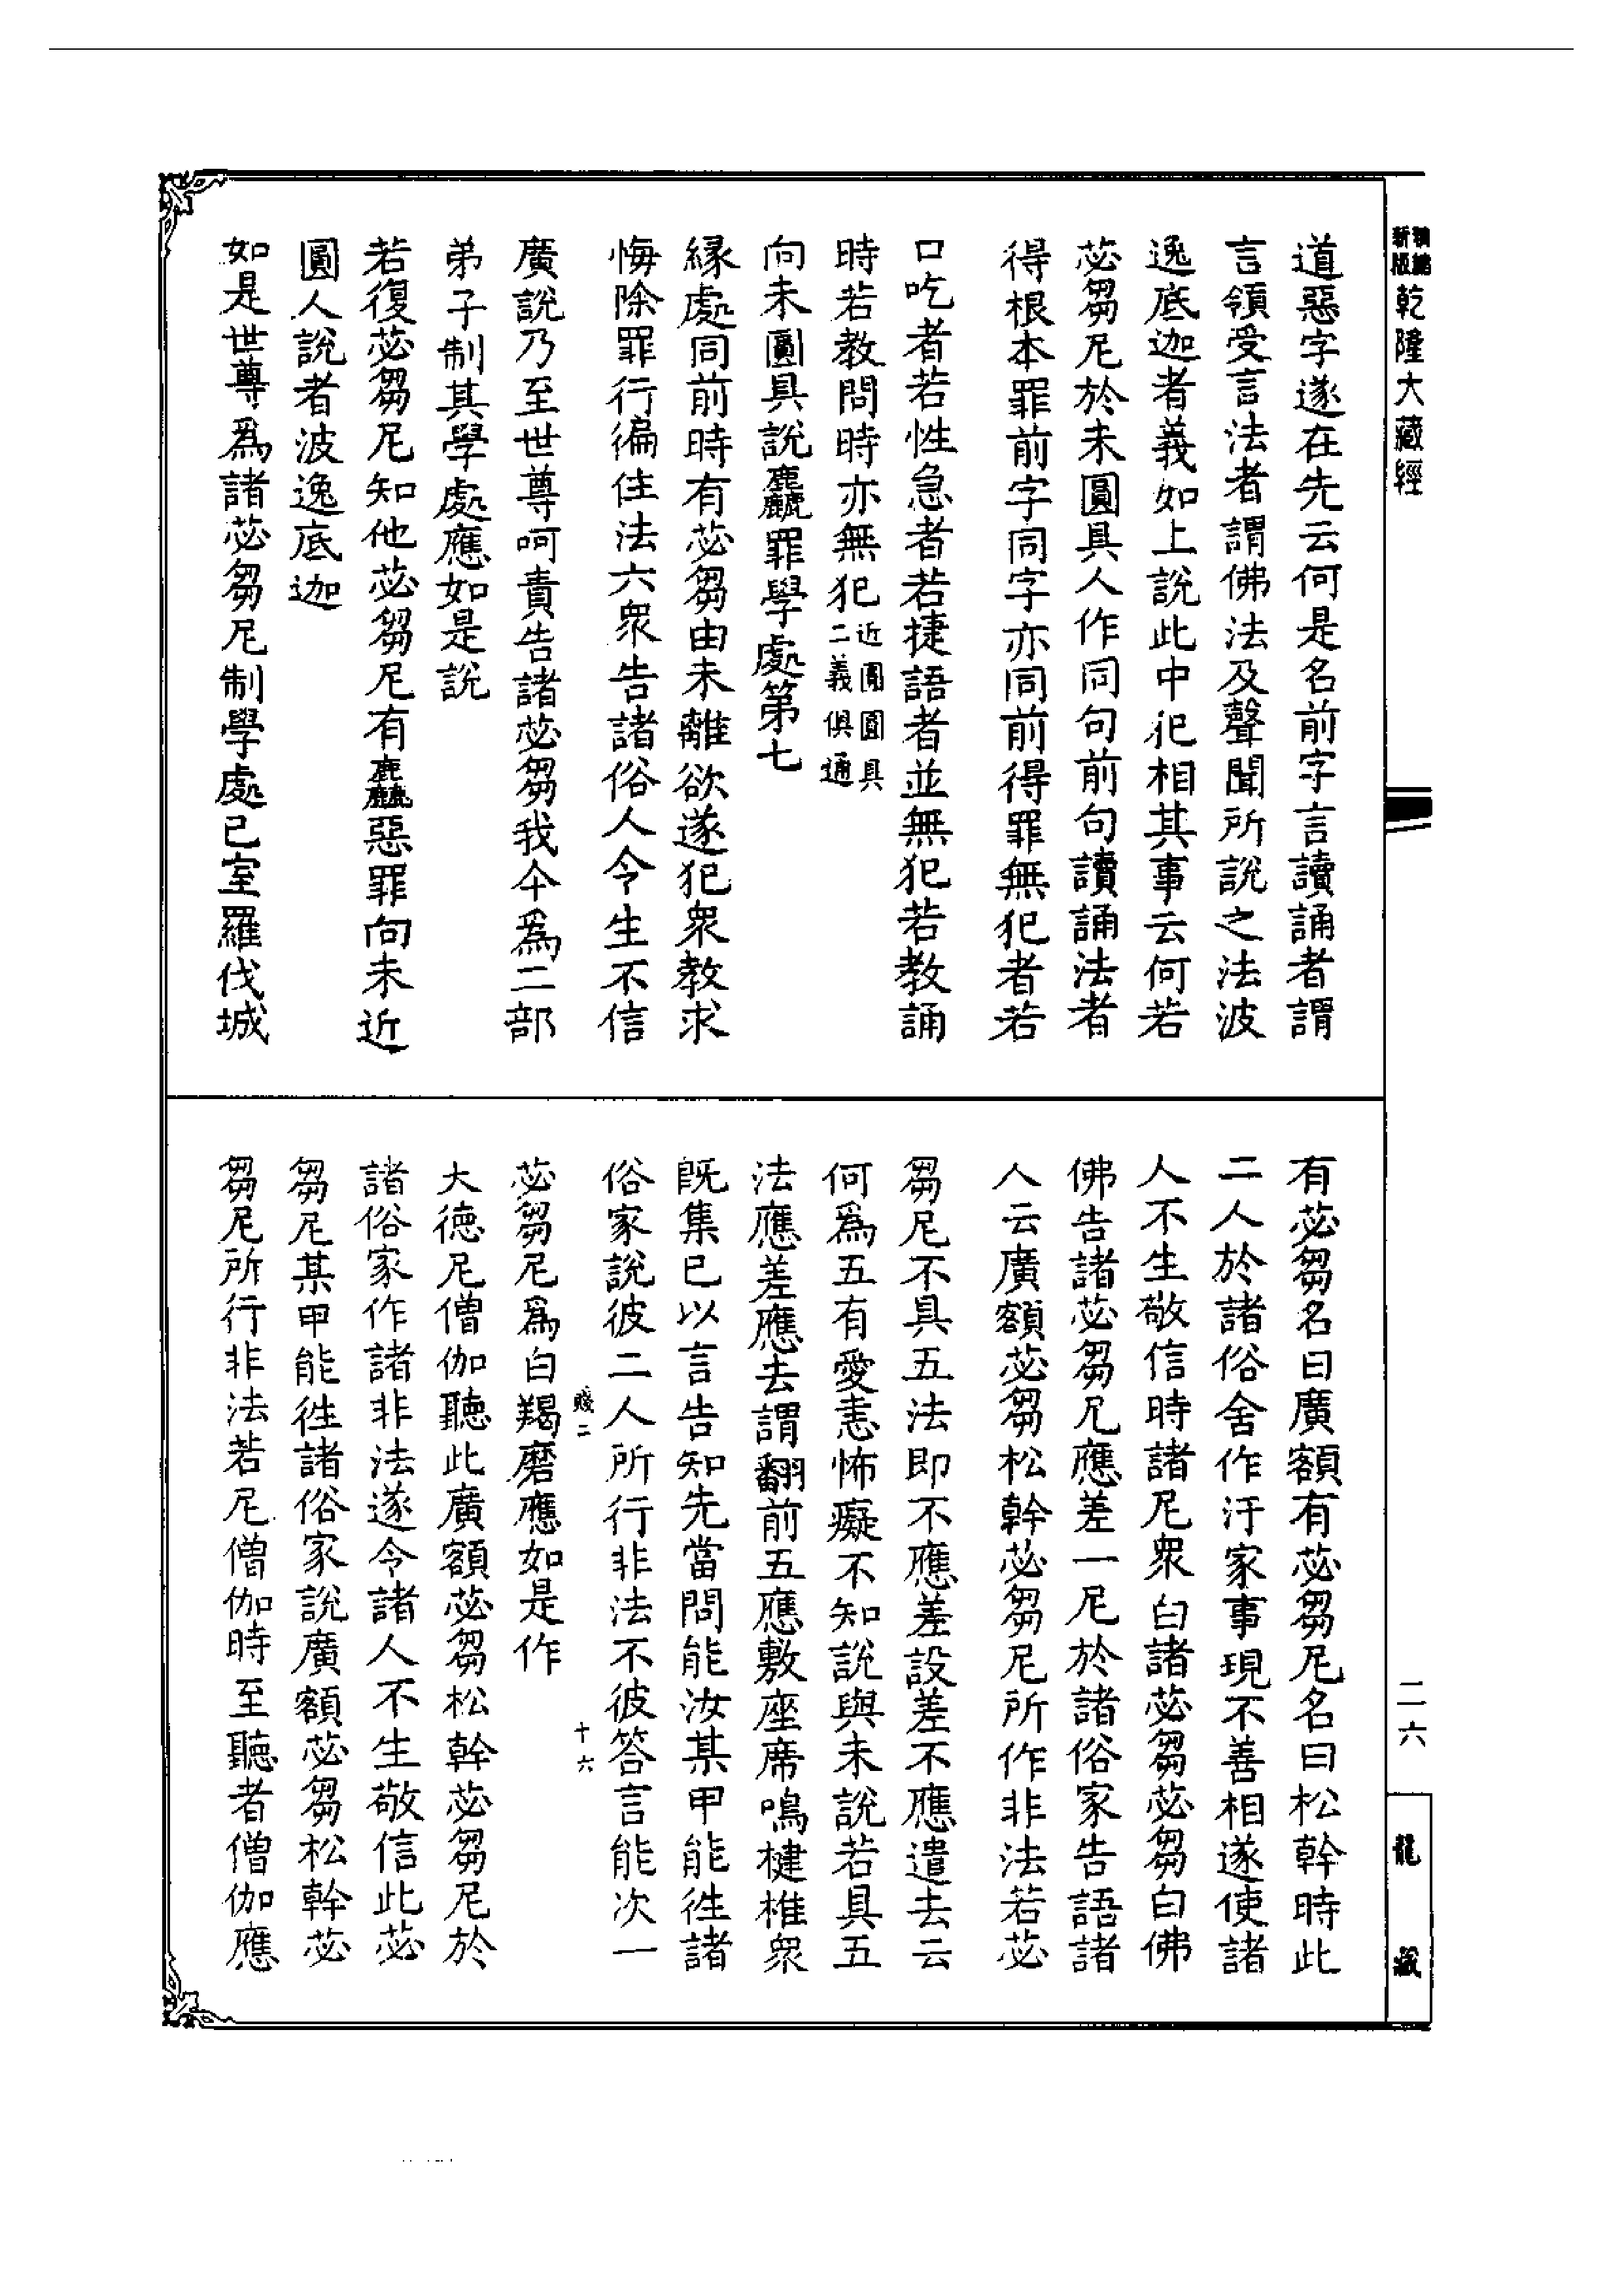 新版
精編
乾隆大藏經
二六
龍藏
道惡字遂在先云何是名前字言讀誦者謂
言領受言法者謂佛法及聲聞所說之法波
逸底迦者義如上說此中犯相其事云何若
苾芻尼於未圓具人作同句前句讀誦法者
得根本罪前字同字亦同前得罪無犯者若
口吃者若性急者若捷語者並無犯若教誦
時若教問時亦無犯近圓圓具二義俱通
向未圓具說麤罪學處第七
緣處同前時有苾芻由未離欲遂犯衆教求
悔除罪行徧住法六衆告諸俗人令生不信
廣說乃至世尊呵責告諸苾芻我今爲二部
弟子制其學處應如是說
若復苾芻尼知他苾芻尼有麤惡罪向未近
圓人說者波逸底迦
如是世尊爲諸苾芻尼制學處已室羅伐城
有苾芻名曰廣額有苾芻尼名曰松幹時此
二人於諸俗舍作汙家事現不善相遂使諸
人不生敬信時諸尼衆白諸苾芻苾芻白佛
佛告諸苾芻尼應差一尼於諸俗家告語諸
人云廣額苾芻松幹苾芻尼所作非法若苾
芻尼不具五法即不應差設差不應遣去云
何爲五有愛恚怖癡不知說與未說若具五
法應差應去謂翻前五應敷座席鳴楗椎衆
既集已以言告知先當問能汝某甲能徃諸
俗家說彼二人所行非法不彼答言能次一
賤二
十六
苾芻尼爲白羯磨應如是作
大德尼僧伽聽此廣額苾芻松幹苾芻尼於
諸俗家作諸非法遂令諸人不生敬信此苾
芻尼某甲能徃諸俗家說廣額苾芻松幹苾
芻尼所行非法若尼僧伽時至聽者僧伽應